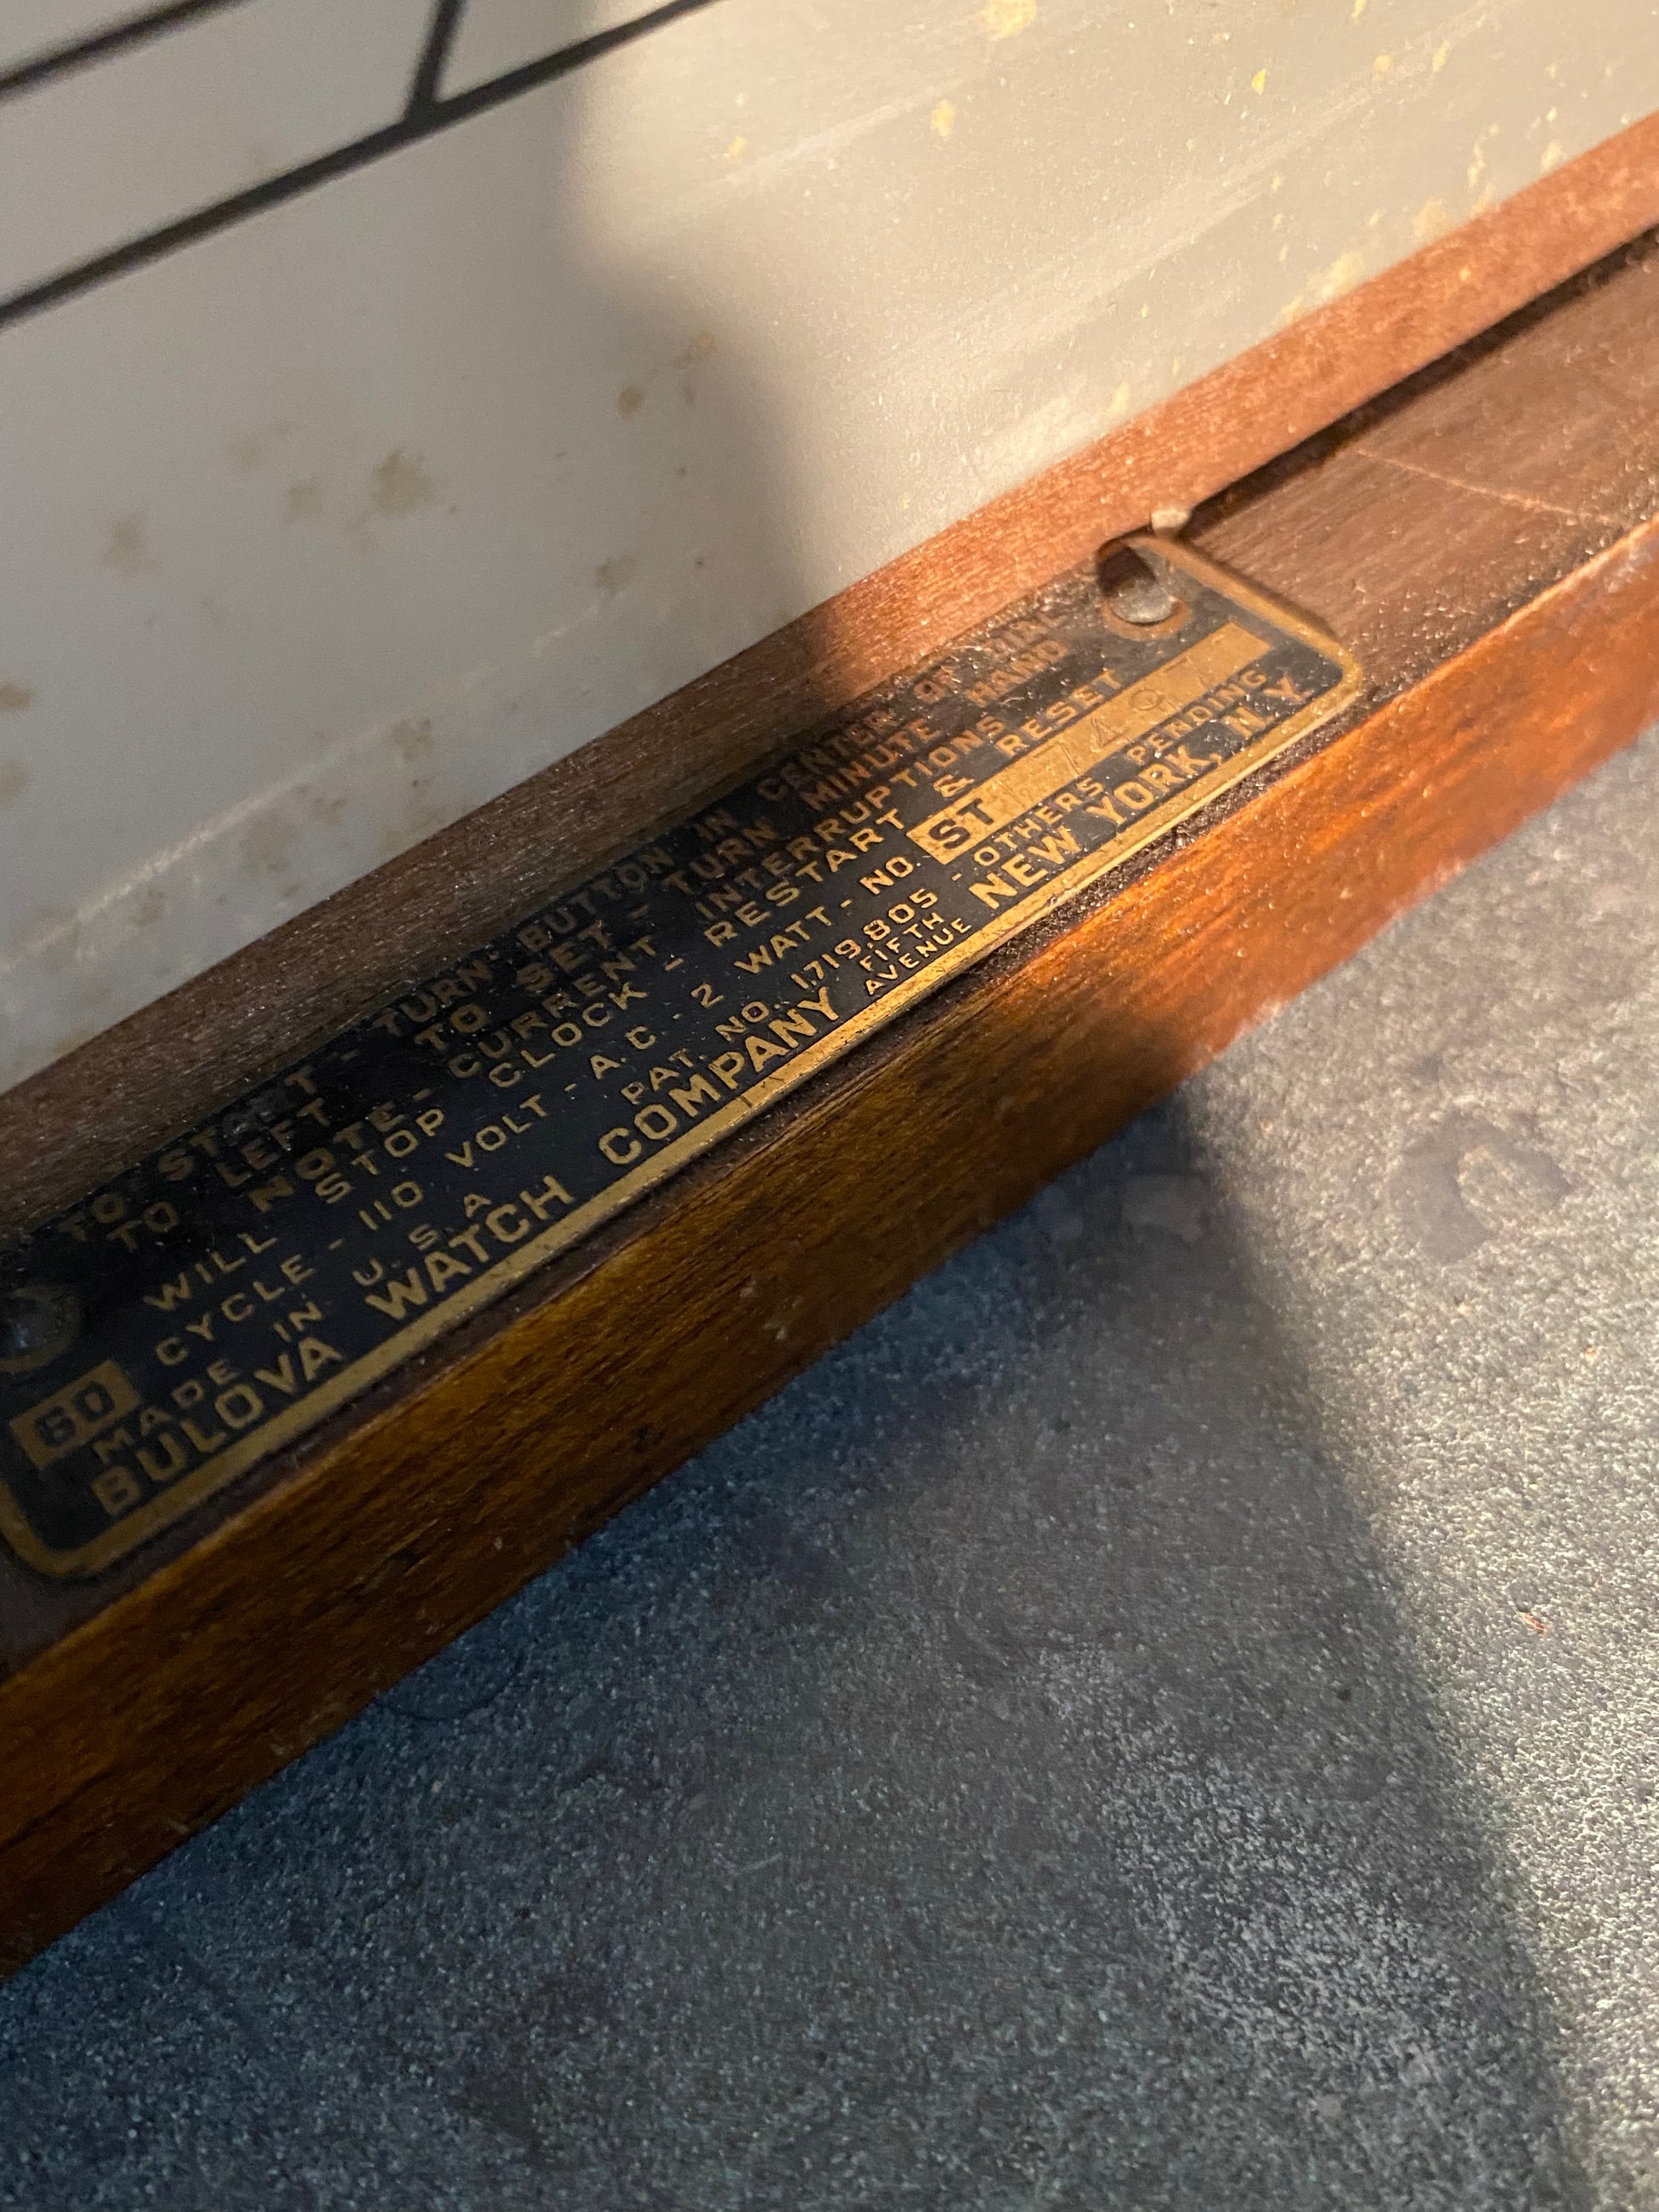 TO START - TURN BUTTON IN CENTER OF DIAL
TO LEFT - TO SET - TURN MINUTE HAND
NOTE - CURRENT INTERRUPTIONS
WILL STOP CLOCK - RESTART & RESET
60 CYCLE - 110 VOLT - A.C - 2 WATT - NO. ST
MADE IN U.S.A PAT. NO. 1719,805 - OTHERS PENDING
BULOVA WATCH COMPANY FIFTH AVENUE NEW YORK, N.Y.